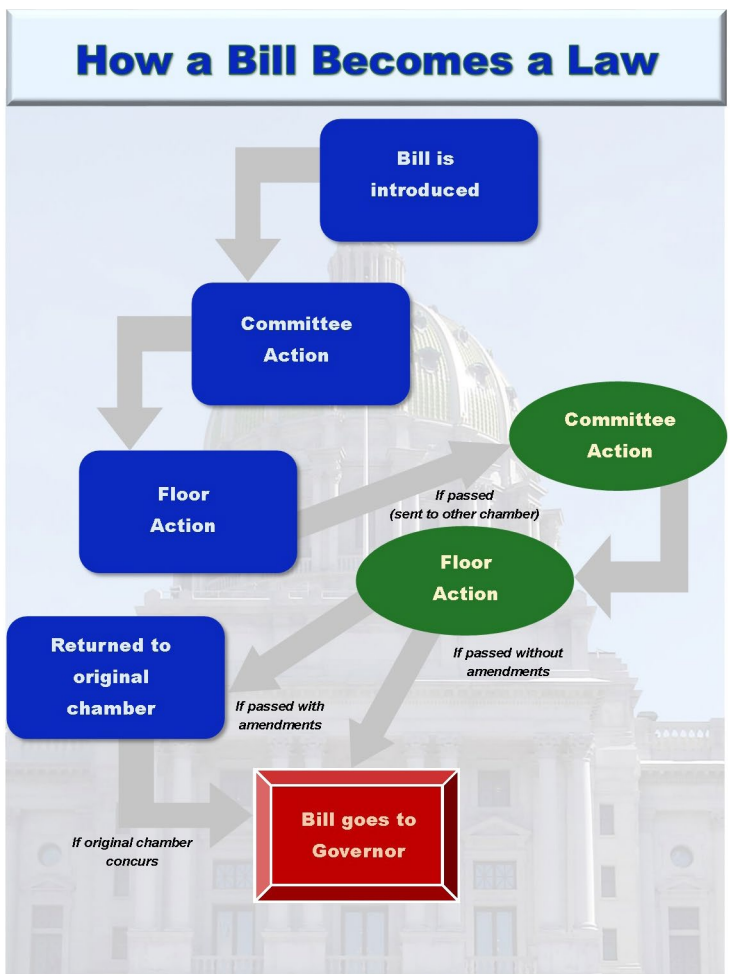 How a Bill Becomes a Law
Bill is
introduced
Committee
Action
Floor
Action
If passed
(sent to other chamber)
Committee
Action
Floor
Action
If passed without
amendments
If passed with
amendments
Returned to
original
chamber
If original chamber
concurs
Bill goes to
Governor